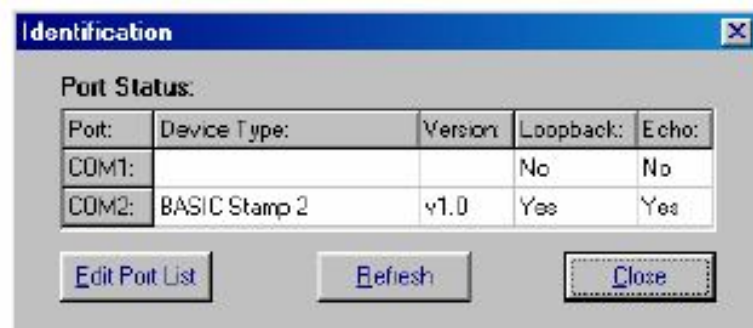 Identification
Port Status:
Port: Device Type: Version: Loopback: Echo:
COM1: No No
COM2: BASIC Stamp 2 v1.0 Yes Yes
Edit Port List Refresh Close